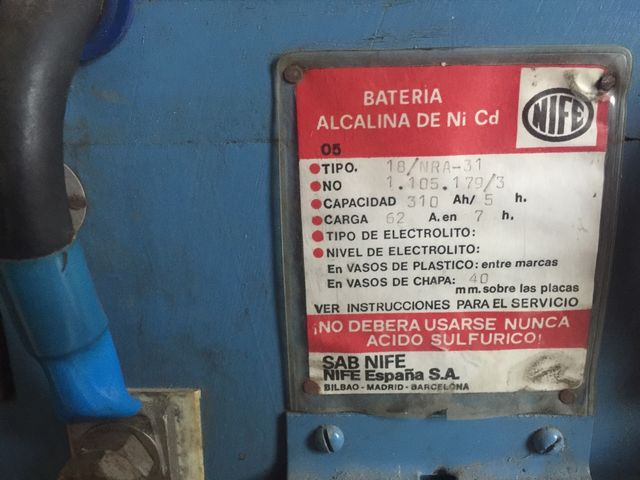 BATERIA
ALCALINA DE Ni Cd
NIFE
05
TIPO. 18/NRA-31
NO 1.105.179/3
CAPACIDAD 310 Ah/ 5 h.
CARGA 62 A. en 7 h.
TIPO DE ELECTROLITO:
NIVEL DE ELECTROLITO:
En VASOS DE PLASTICO: entre marcas
En VASOS DE CHAPA: 40 mm. sobre las placas
VER INSTRUCCIONES PARA EL SERVICIO
¡NO DEBERA USARSE NUNCA
ACIDO SULFURICO!
SAB NIFE
NIFE España S.A.
BILBAO - MADRID - BARCELONA